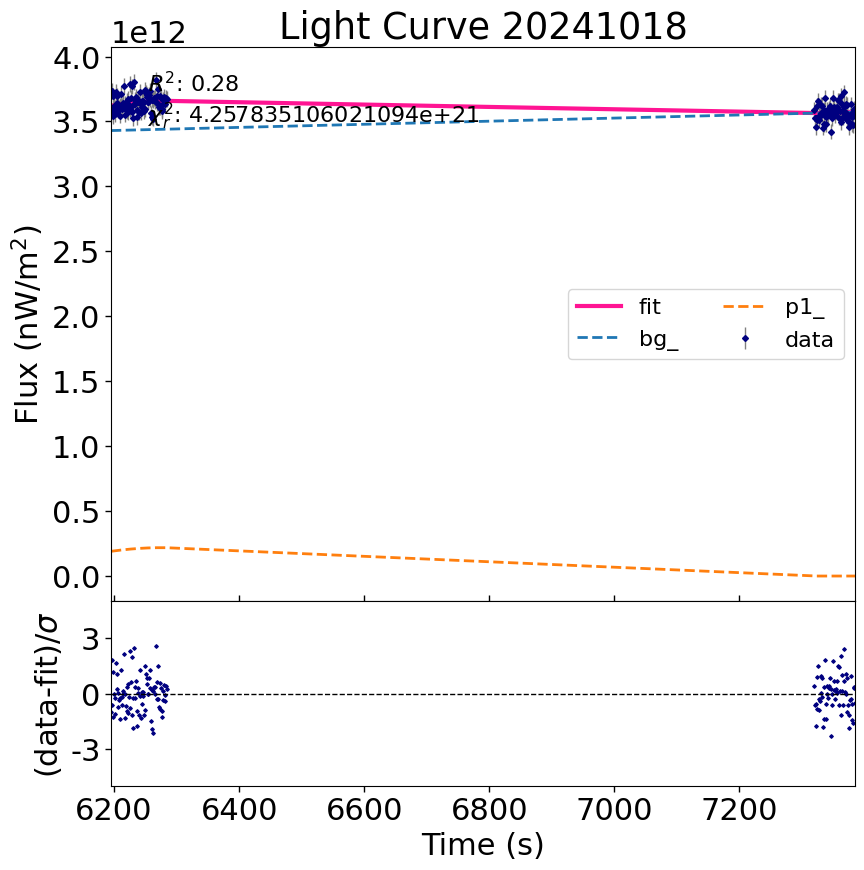 Light Curve 20241018
1e12
4.0
3.5
3.0
2.5
2.0
1.5
1.0
0.5
0.0
Flux (nW/m²)
R²: 0.28
: 4.257835106021094e+21
fit
bg_
p1_
data
3
0
-3
(data-fit)/σ
6200 6400 6600 6800 7000 7200
Time (s)